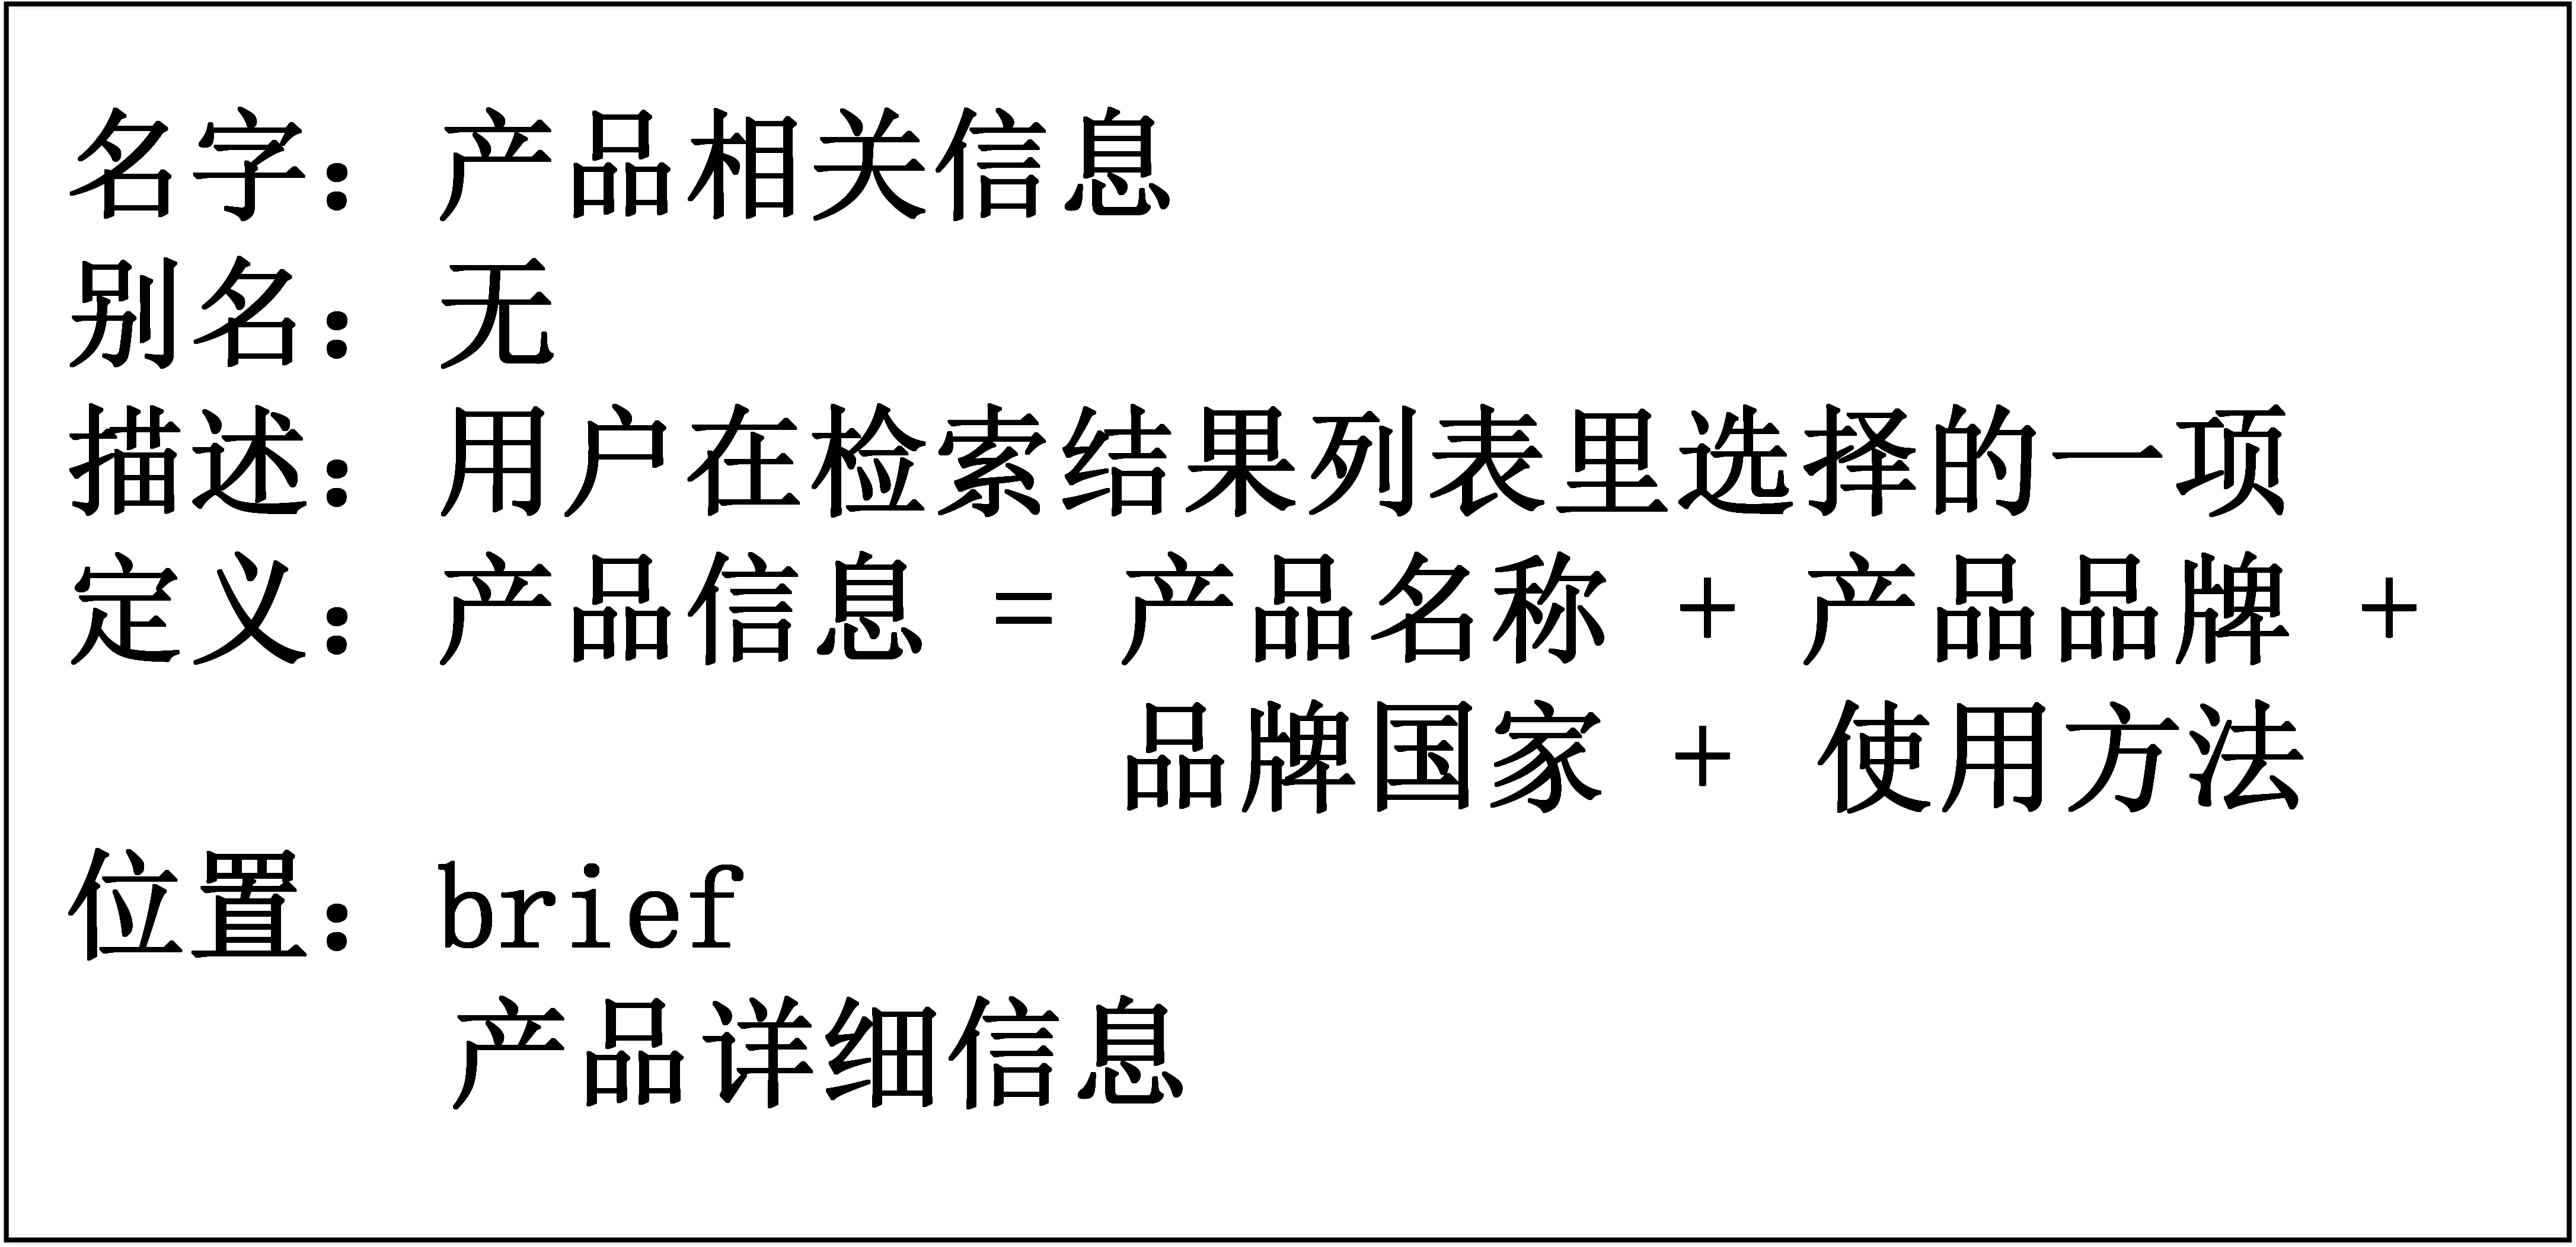 名字：产品相关信息
别名：无
描述：用户在检索结果列表里选择的一项
定义：产品信息 = 产品名称 + 产品品牌 +
品牌国家 + 使用方法
位置：brief
产品详细信息